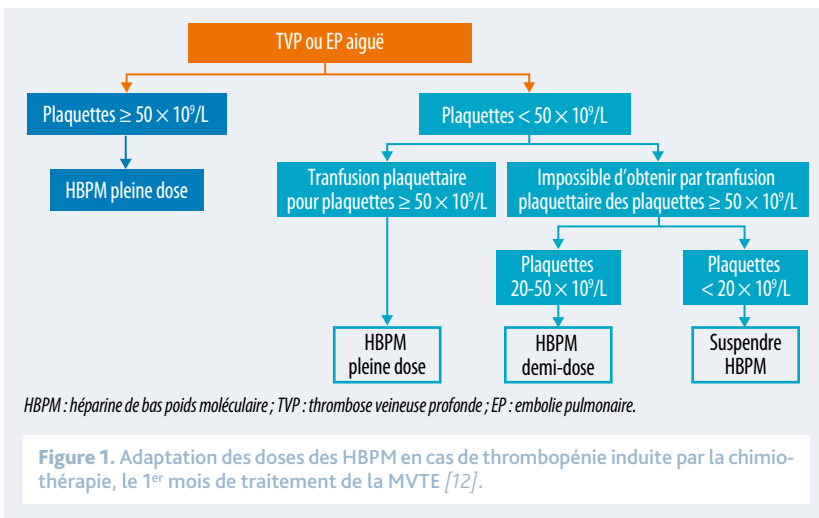 TVP ou EP aiguë
Plaquettes ≥ 50 × 10⁹/L
Plaquettes < 50 × 10⁹/L
HBPM pleine dose
Tranfusion plaquettaire
pour plaquettes ≥ 50 × 10⁹/L
Impossible d'obtenir par tranfusion
plaquettaire des plaquettes ≥ 50 × 10⁹/L
Plaquettes
20-50 × 10⁹/L
Plaquettes
< 20 × 10⁹/L
HBPM
pleine dose
HBPM
demi-dose
Suspendre
HBPM
HBPM : héparine de bas poids moléculaire ; TVP : thrombose veineuse profonde ; EP : embolie pulmonaire.
Figure 1. Adaptation des doses des HBPM en cas de thrombopénie induite par la chimio-
thérapie, le 1ᵉʳ mois de traitement de la MVTE [12].